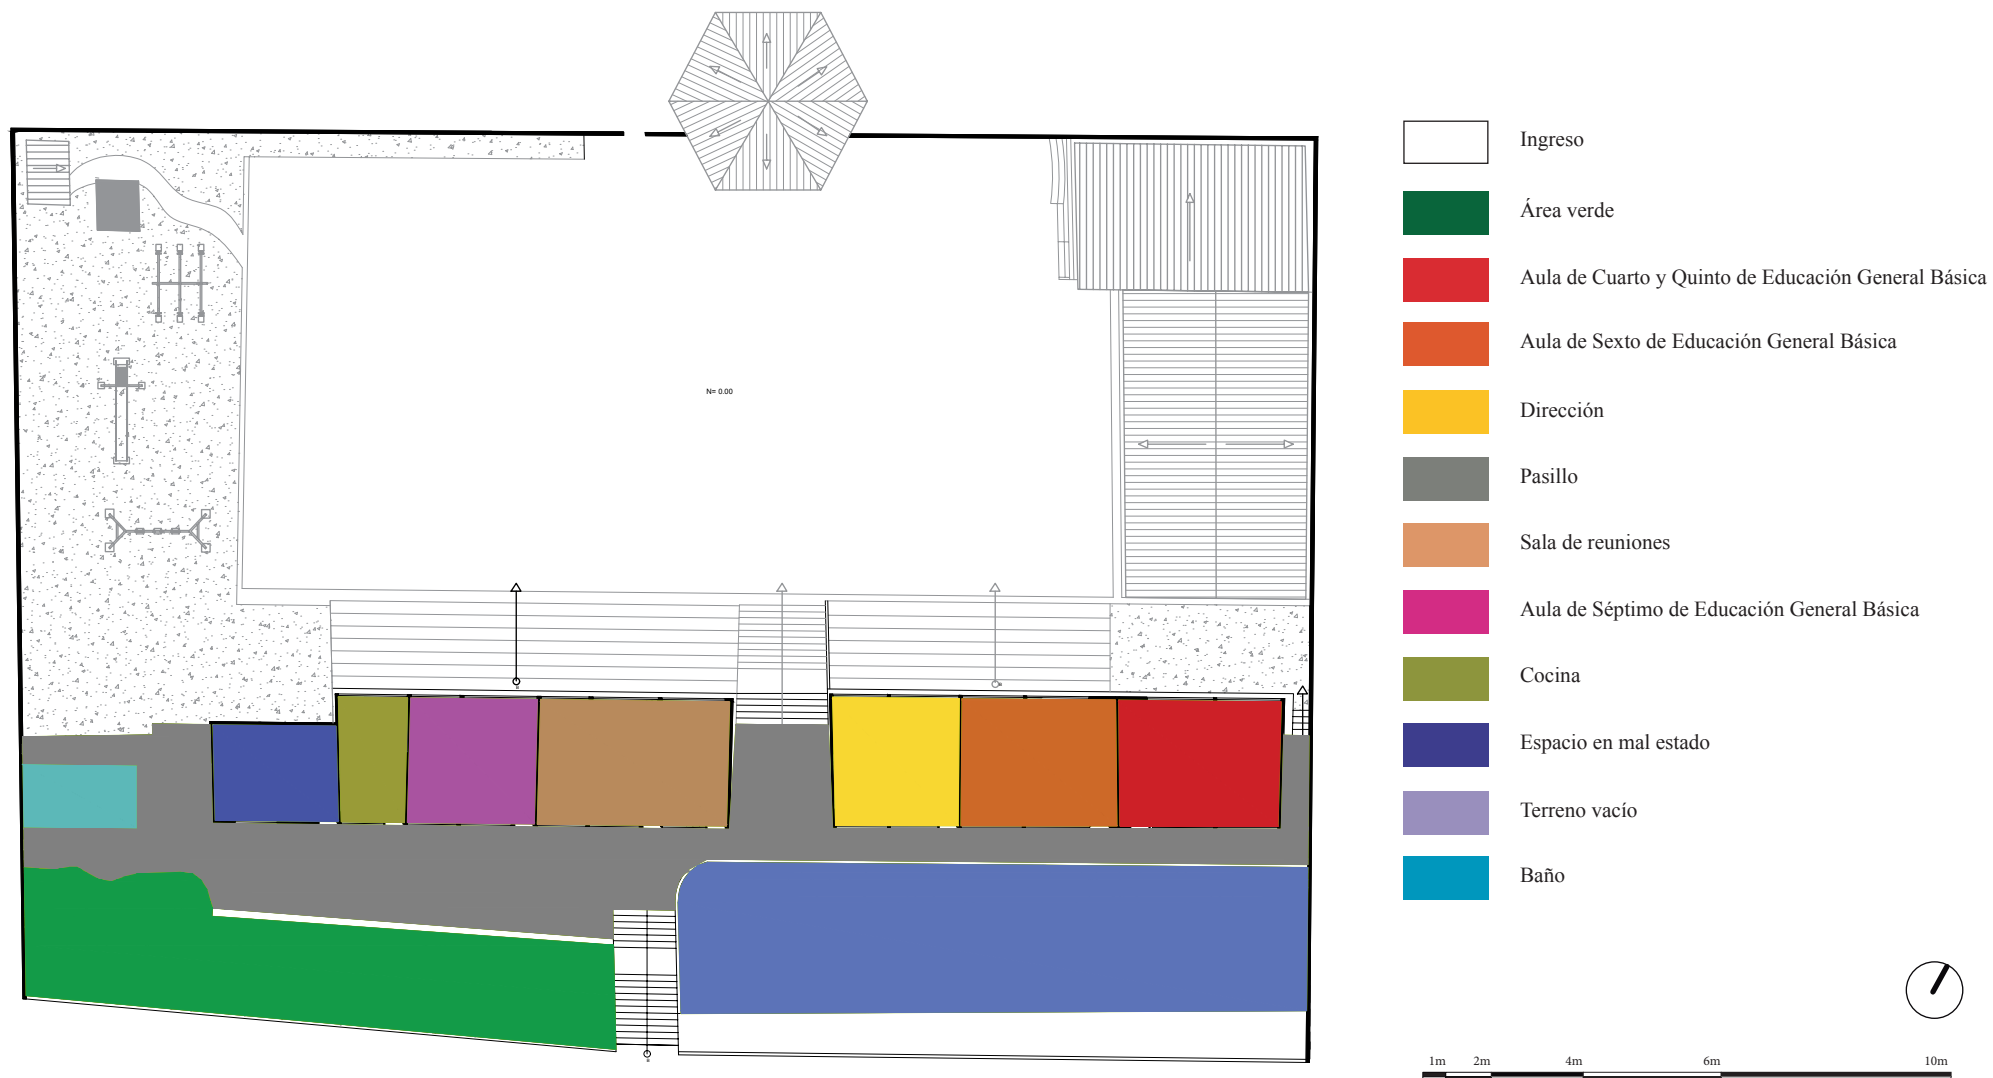 N= 0.00
Ingreso
Área verde
Aula de Cuarto y Quinto de Educación General Básica
Aula de Sexto de Educación General Básica
Dirección
Pasillo
Sala de reuniones
Aula de Séptimo de Educación General Básica
Cocina
Espacio en mal estado
Terreno vacío
Baño
1m 2m 4m 6m 10m